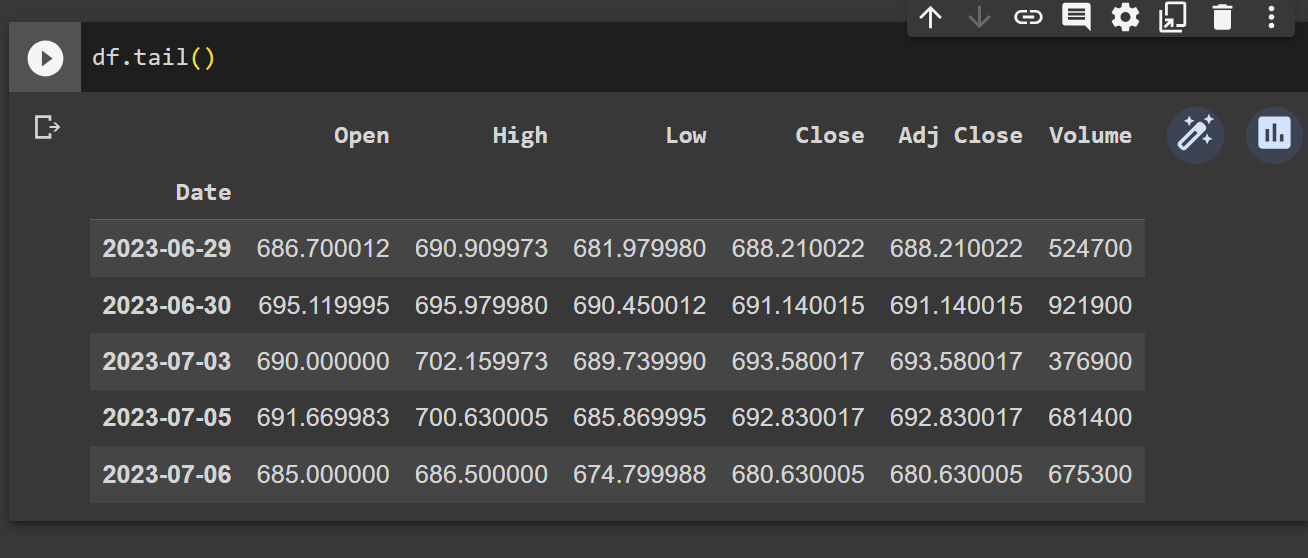 df.tail()
Open High Low Close Adj Close Volume
Date
2023-06-29 686.700012 690.909973 681.979980 688.210022 688.210022 524700
2023-06-30 695.119995 695.979980 690.450012 691.140015 691.140015 921900
2023-07-03 690.000000 702.159973 689.739990 693.580017 693.580017 376900
2023-07-05 691.669983 700.630005 685.869995 692.830017 692.830017 681400
2023-07-06 685.000000 686.500000 674.799988 680.630005 680.630005 675300